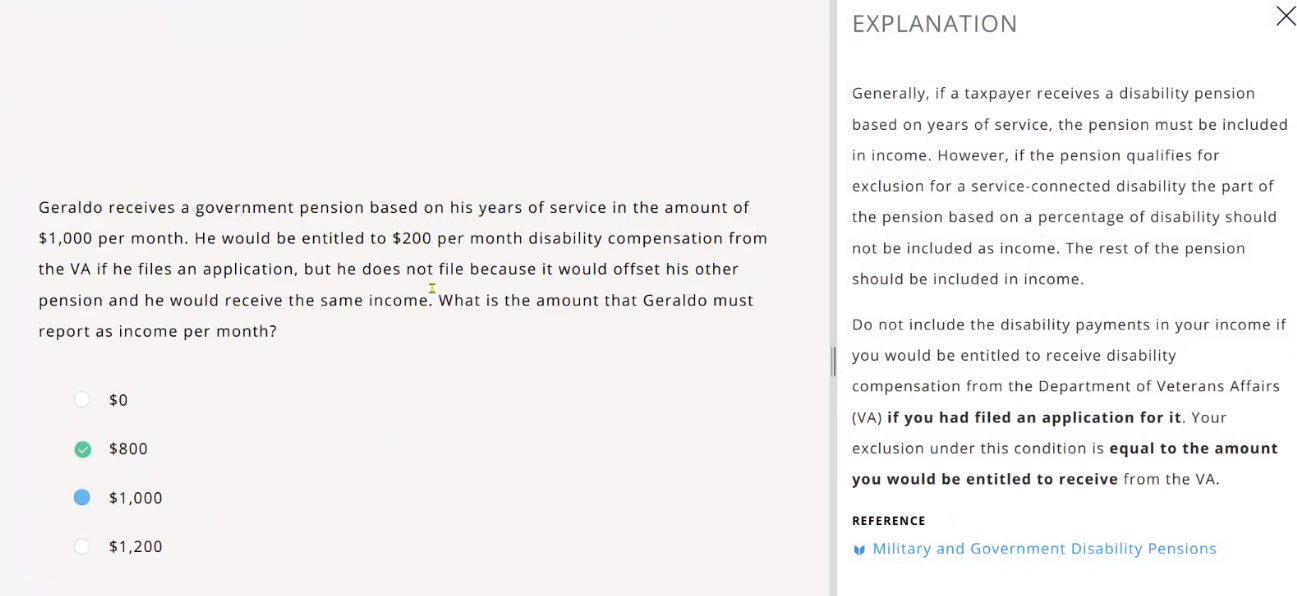 Geraldo receives a government pension based on his years of service in the amount of
$1,000 per month. He would be entitled to $200 per month disability compensation from
the VA if he files an application, but he does not file because it would offset his other
pension and he would receive the same income. What is the amount that Geraldo must
report as income per month?
$0
$800
$1,000
$1,200
EXPLANATION
Generally, if a taxpayer receives a disability pension
based on years of service, the pension must be included
in income. However, if the pension qualifies for
exclusion for a service-connected disability the part of
the pension based on a percentage of disability should
not be included as income. The rest of the pension
should be included in income.
Do not include the disability payments in your income if
you would be entitled to receive disability
compensation from the Department of Veterans Affairs
(VA) if you had filed an application for it. Your
exclusion under this condition is equal to the amount
you would be entitled to receive from the VA.
REFERENCE
Military and Government Disability Pensions